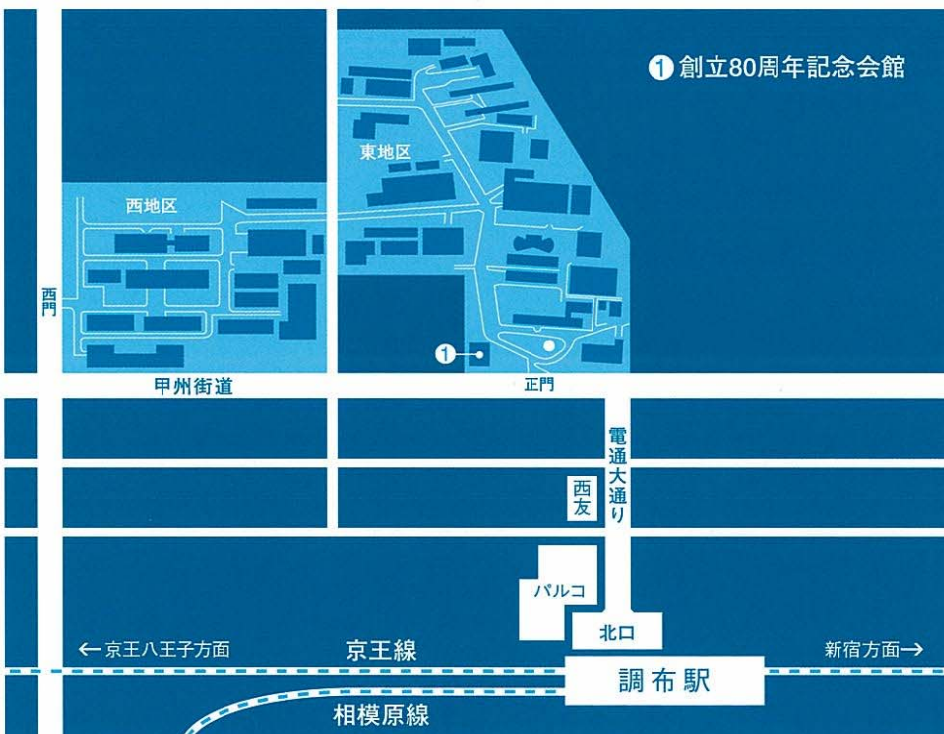 ① 創立80周年記念会館
東地区
西地区
西門
①
甲州街道
正門
電通大通り
西友
パルコ
北口
←京王八王子方面
京王線
新宿方面→
調布駅
相模原線